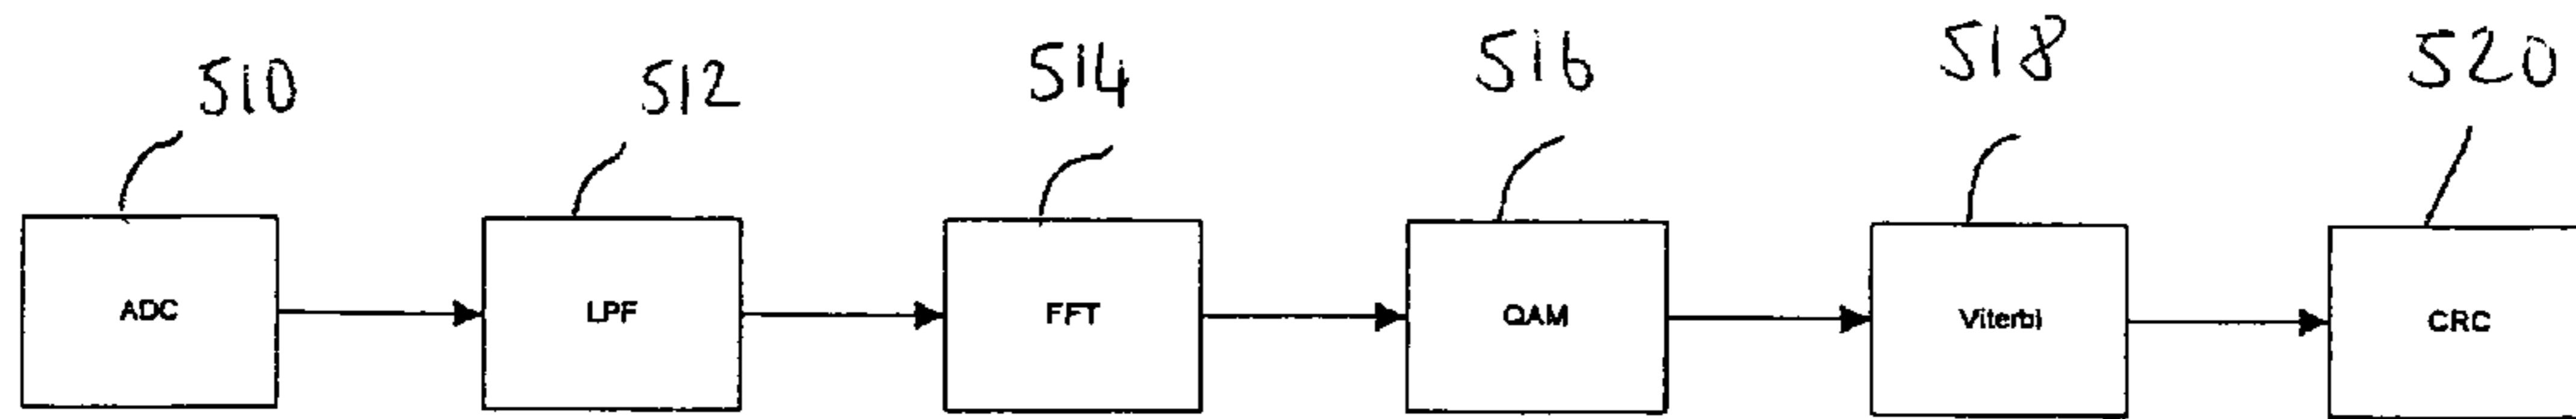 510 512 514 516 518 520
ADC LPF FFT QAM Viterbi CRC